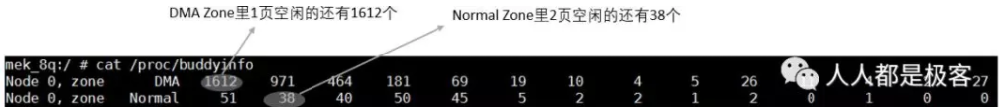 DMA Zone里1页空闲的还有1612个
Normal Zone里2页空闲的还有38个
mek_8q:/ # cat /proc/buddyinfo
Node 0, zone DMA 1612 971 464 181 69 19 10 4 5 26 27
Node 0, zone Normal 51 38 40 50 45 5 2 2 1 2 0 1 0 0
人人都是极客